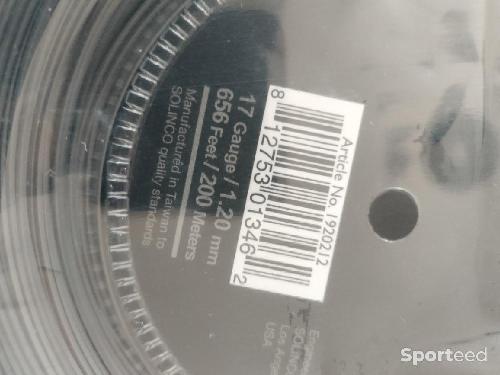 Article No. 1920212
8 12753 01346 2
17 Gauge / 1.20 mm
656 Feet / 200 Meters
Manufactured in Taiwan to
SOLINCO quality standards
Los
USA
Sporteed